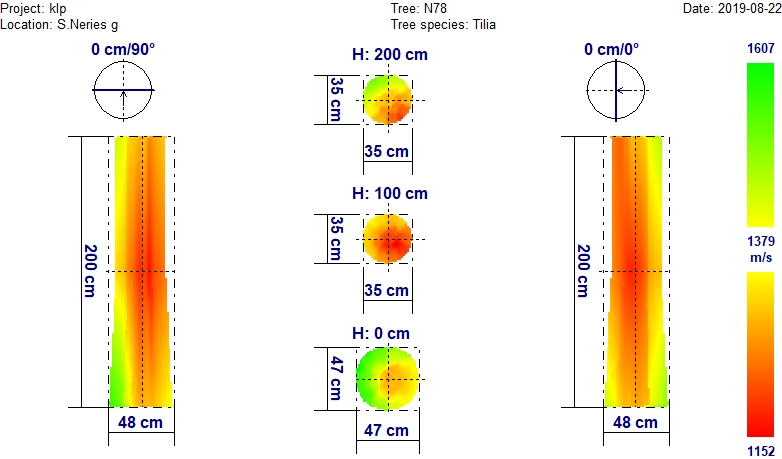 Project: klp
Tree: N78
Date: 2019-08-22
Location: S.Neries g
Tree species: Tilia
0 cm/90°
H: 200 cm
0 cm/0°
1607
35 cm
35 cm
H: 100 cm
35 cm
35 cm
200 cm
200 cm
1379
m/s
H: 0 cm
47 cm
47 cm
48 cm
48 cm
1152